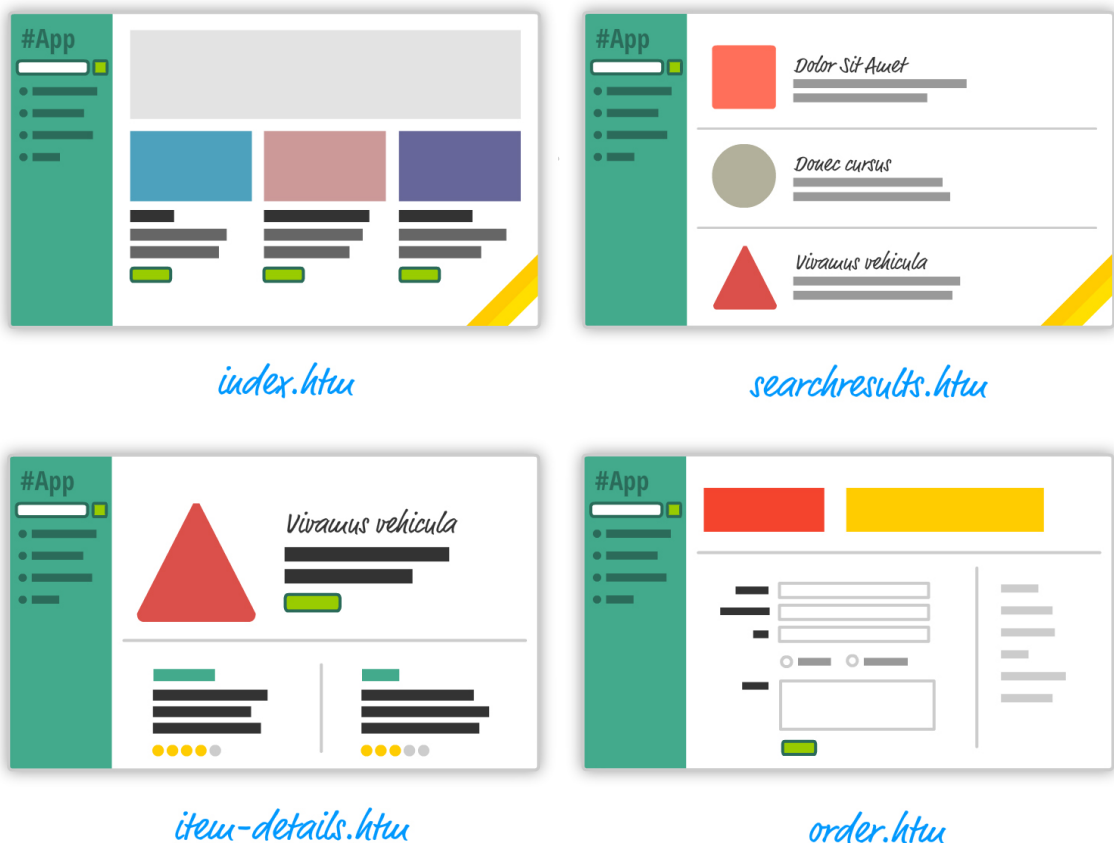 #App
#App
Dolor Sit Amet
Donec cursus
Vivamus vehicula
index.htm
searchresults.htm
#App
Vivamus vehicula
#App
item-details.htm
order.htm